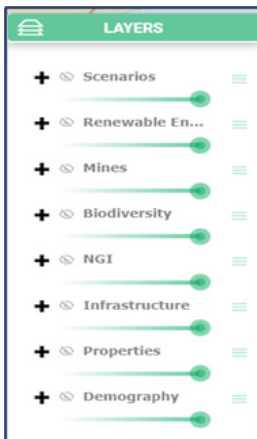 LAYERS
Scenarios
Renewable En...
Mines
Biodiversity
NGI
Infrastructure
Properties
Demography